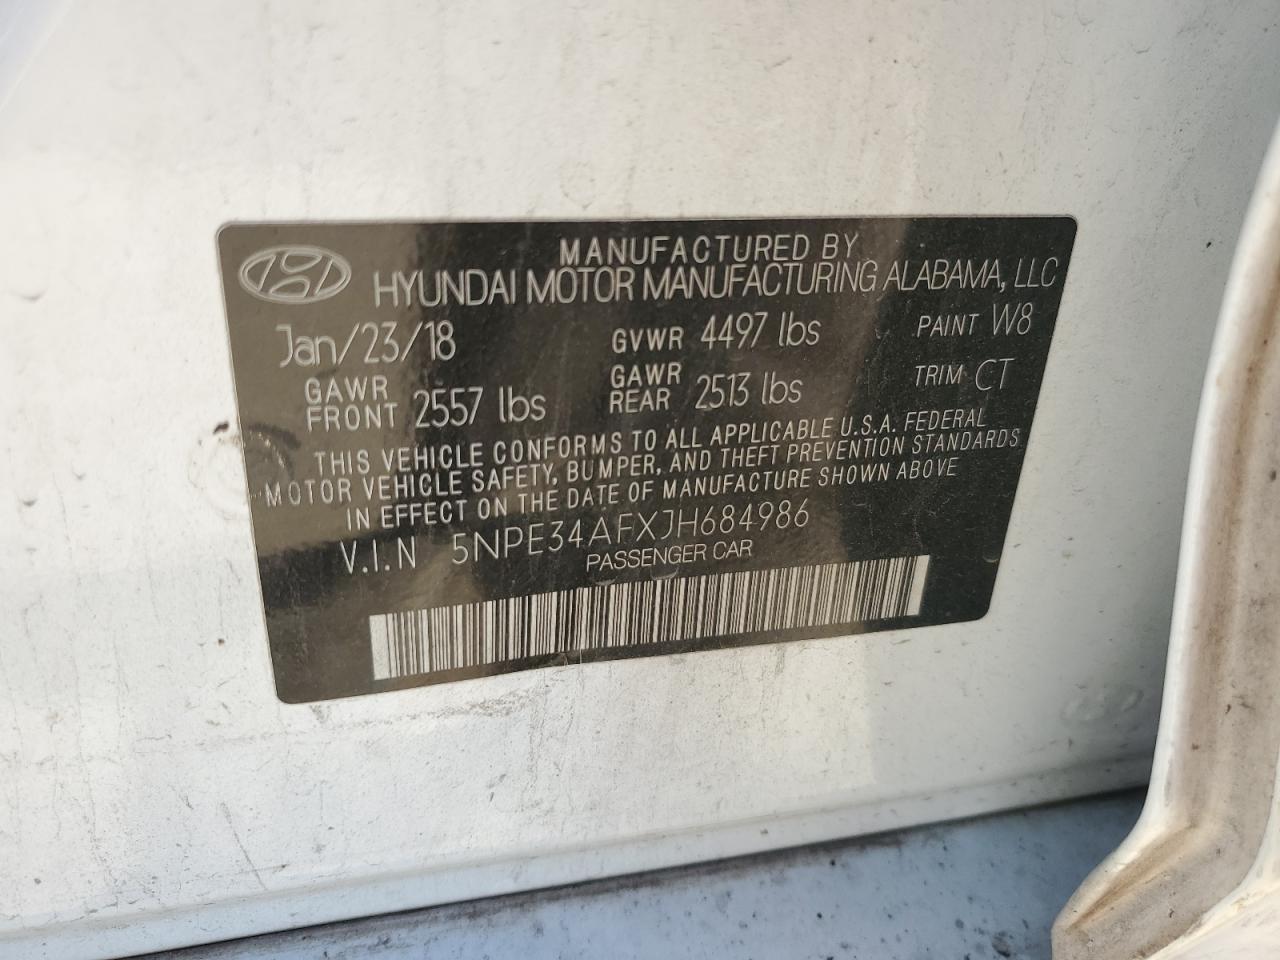 MANUFACTURED BY
HYUNDAI MOTOR MANUFACTURING ALABAMA, LLC
Jan/23/18 GVWR 4497 lbs PAINT W8
GAWR FRONT 2557 lbs GAWR REAR 2513 lbs TRIM CT
THIS VEHICLE CONFORMS TO ALL APPLICABLE U.S.A. FEDERAL
MOTOR VEHICLE SAFETY, BUMPER, AND THEFT PREVENTION STANDARDS
IN EFFECT ON THE DATE OF MANUFACTURE SHOWN ABOVE
V.I.N 5NPE34AFXJH684986
PASSENGER CAR